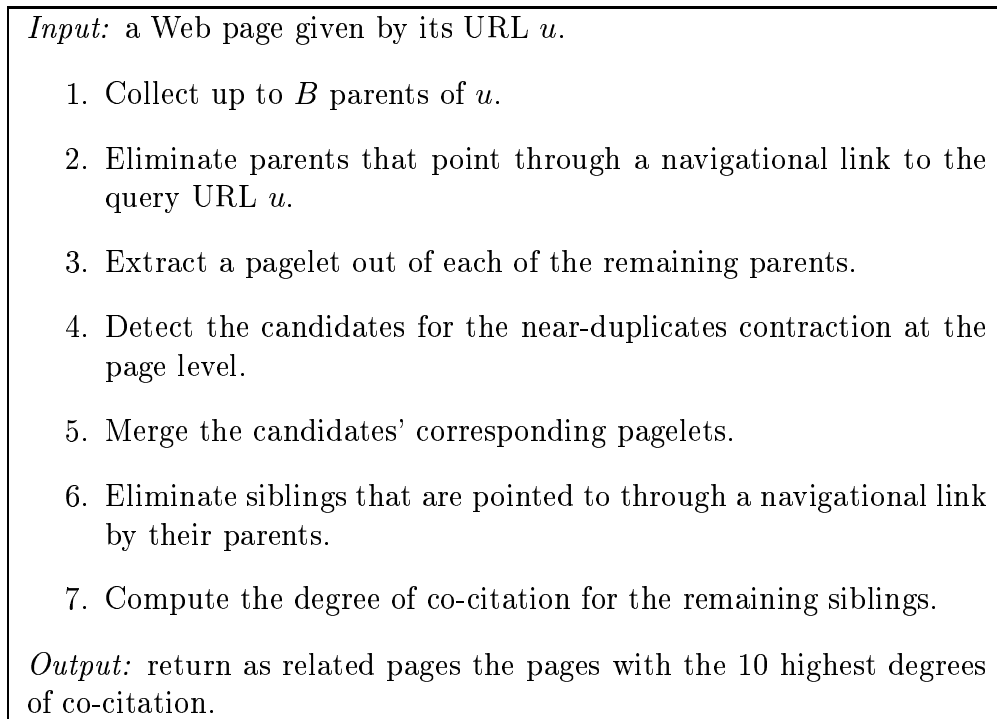 Input: a Web page given by its URL u.
1. Collect up to B parents of u.
2. Eliminate parents that point through a navigational link to the
query URL u.
3. Extract a pagelet out of each of the remaining parents.
4. Detect the candidates for the near-duplicates contraction at the
page level.
5. Merge the candidates' corresponding pagelets.
6. Eliminate siblings that are pointed to through a navigational link
by their parents.
7. Compute the degree of co-citation for the remaining siblings.
Output: return as related pages the pages with the 10 highest degrees
of co-citation.